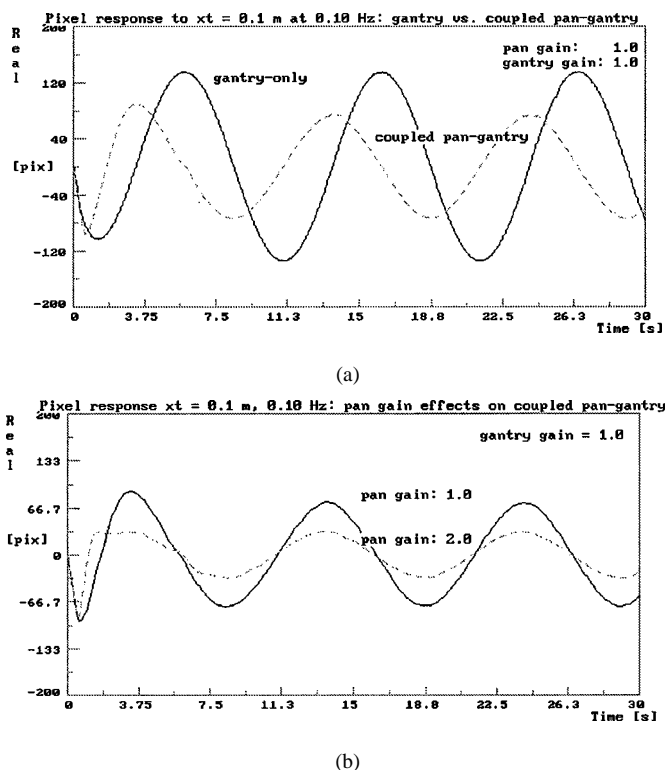 Pixel response to xt = 0.1 m at 0.10 Hz: gantry vs. coupled pan-gantry
Real
[pix]
200
120
40
-40
-120
-200
pan gain: 1.0
gantry gain: 1.0
gantry-only
coupled pan-gantry
0 3.75 7.5 11.3 15 18.8 22.5 26.3 30
Time [s]
(a)
Pixel response xt = 0.1 m, 0.10 Hz: pan gain effects on coupled pan-gantry
Real
[pix]
200
133
66.7
0
-66.7
-133
-200
gantry gain = 1.0
pan gain: 1.0
pan gain: 2.0
0 3.75 7.5 11.3 15 18.8 22.5 26.3 30
Time [s]
(b)